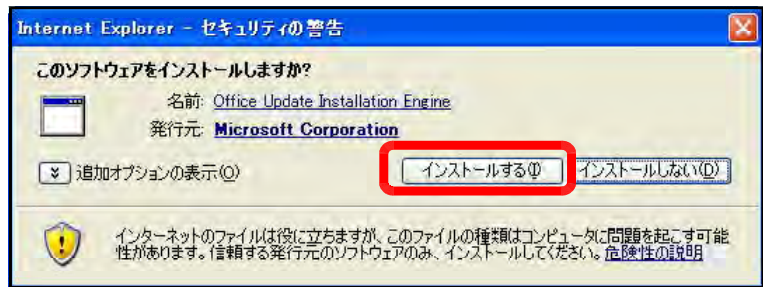 Internet Explorer - セキュリティの警告
このソフトウェアをインストールしますか?
名前: Office Update Installation Engine
発行元: Microsoft Corporation
追加オプションの表示(O)
インストールする(I)
インストールしない(D)
インターネットのファイルは役に立ちますが、このファイルの種類はコンピュータに問題を起こす可能
性があります。信頼する発行元のソフトウェアのみ、インストールしてください。危険性の説明